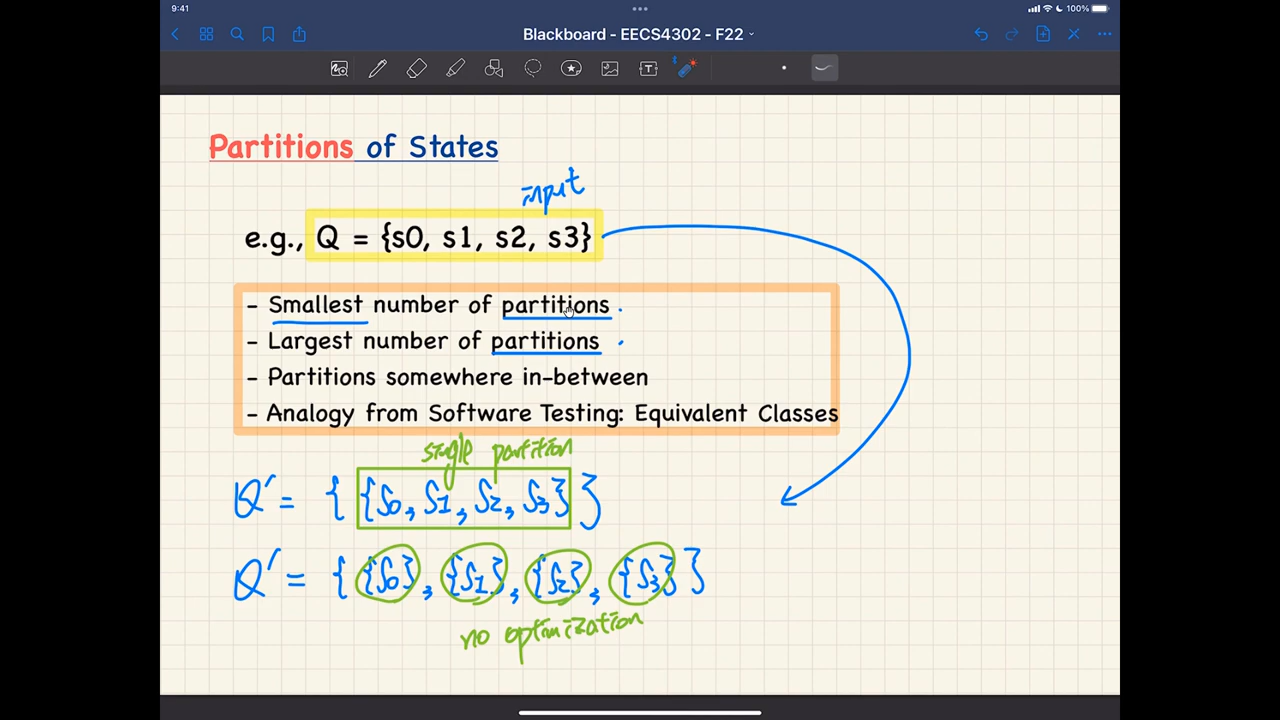 9:41
100%
Blackboard - EECS4302 - F22
Partitions of States
input
e.g., Q = {s0, s1, s2, s3}
- Smallest number of partitions
- Largest number of partitions
- Partitions somewhere in-between
- Analogy from Software Testing: Equivalent Classes
single partition
Q' = { {S0, S1, S2, S3} }
Q' = { {S0}, {S1}, {S2}, {S3} }
no optimization